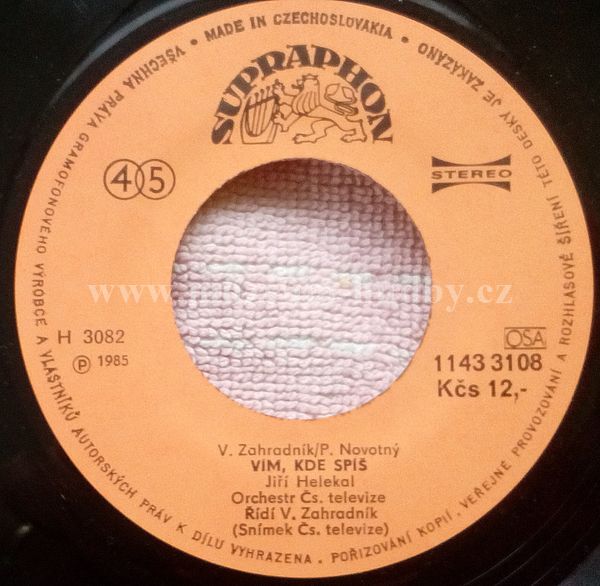 VŠECHNA PRÁVA GRAMOFONOVÉHO VÝROBCE A VLASTNÍKŮ AUTORSKÝCH PRÁV K DÍLU VYHRAZENA. POŘIZOVÁNÍ KOPIÍ, VEŘEJNÉ PROVOZOVÁNÍ A ROZHLASOVÉ ŠÍŘENÍ TÉTO DESKY JE ZAKÁZÁNO
• MADE IN CZECHOSLOVAKIA •
SUPRAPHON
45
STEREO
H 3082
℗ 1985
OSA
1143 3108
Kčs 12,-
V. Zahradník/P. Novotný
VÍM, KDE SPÍŠ
Jiří Helekal
Orchestr Čs. televize
Řídí V. Zahradník
(Snímek Čs. televize)